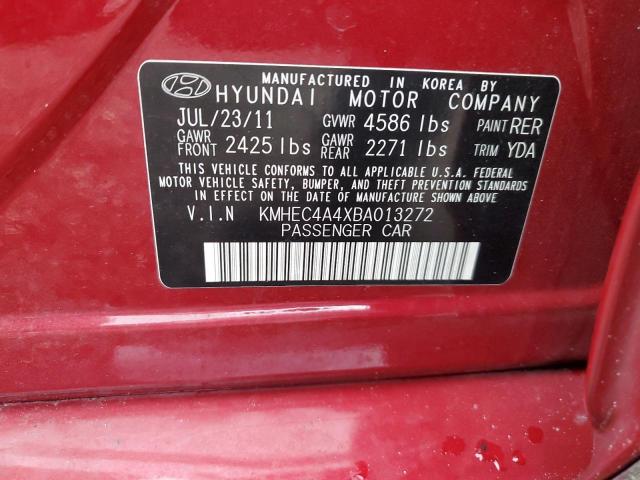 MANUFACTURED IN KOREA BY
HYUNDAI MOTOR COMPANY
JUL/23/11 GVWR 4586 lbs PAINT RER
GAWR FRONT 2425 lbs GAWR REAR 2271 lbs TRIM YDA
THIS VEHICLE CONFORMS TO ALL APPLICABLE U.S.A. FEDERAL
MOTOR VEHICLE SAFETY, BUMPER, AND THEFT PREVENTION STANDARDS
IN EFFECT ON THE DATE OF MANUFACTURE SHOWN ABOVE
V.I.N KMHEC4A4XBA013272
PASSENGER CAR